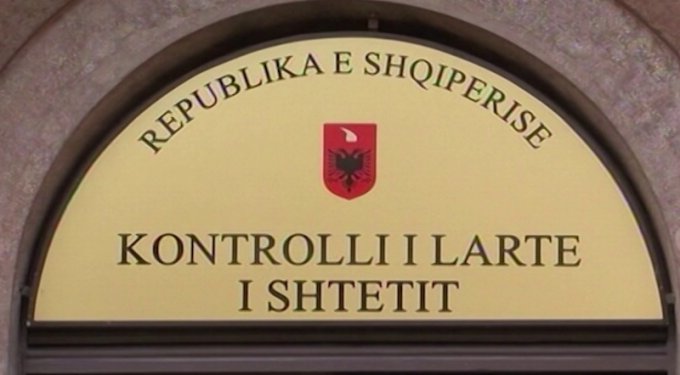 REPUBLIKA E SHQIPERISE
KONTROLLI I LARTE
I SHTETIT